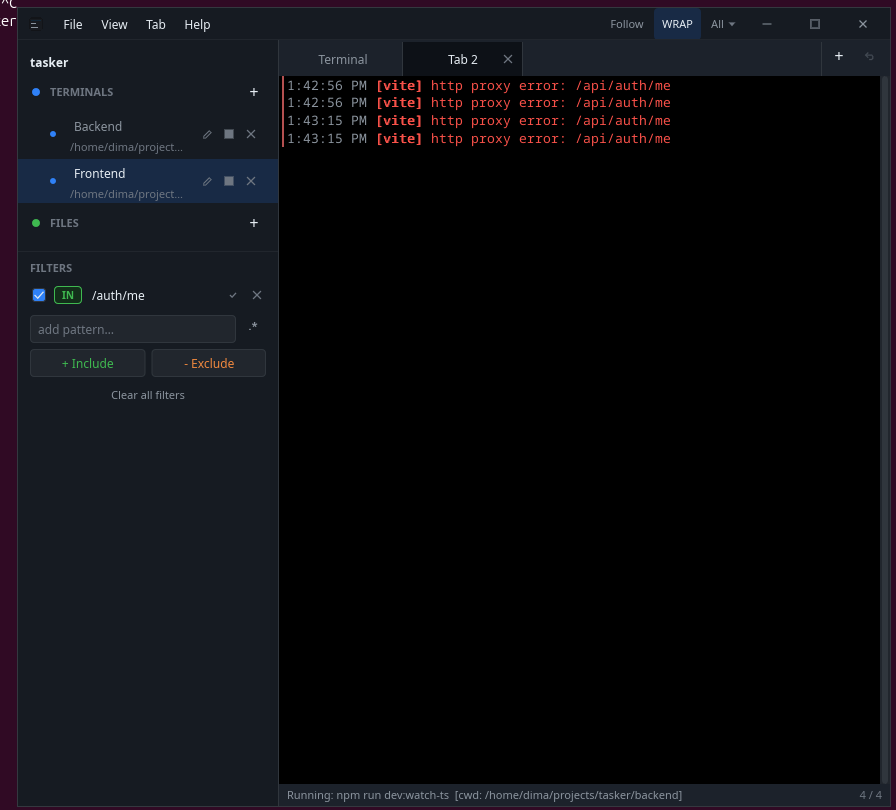 ^C
ker
File View Tab Help Follow WRAP All
tasker
TERMINALS +
Backend
/home/dima/project...
Frontend
/home/dima/project...
FILES +
FILTERS
IN /auth/me
add pattern... .*
+ Include - Exclude
Clear all filters
Terminal Tab 2 +
1:42:56 PM [vite] http proxy error: /api/auth/me
1:42:56 PM [vite] http proxy error: /api/auth/me
1:43:15 PM [vite] http proxy error: /api/auth/me
1:43:15 PM [vite] http proxy error: /api/auth/me
Running: npm run dev:watch-ts [cwd: /home/dima/projects/tasker/backend] 4 / 4